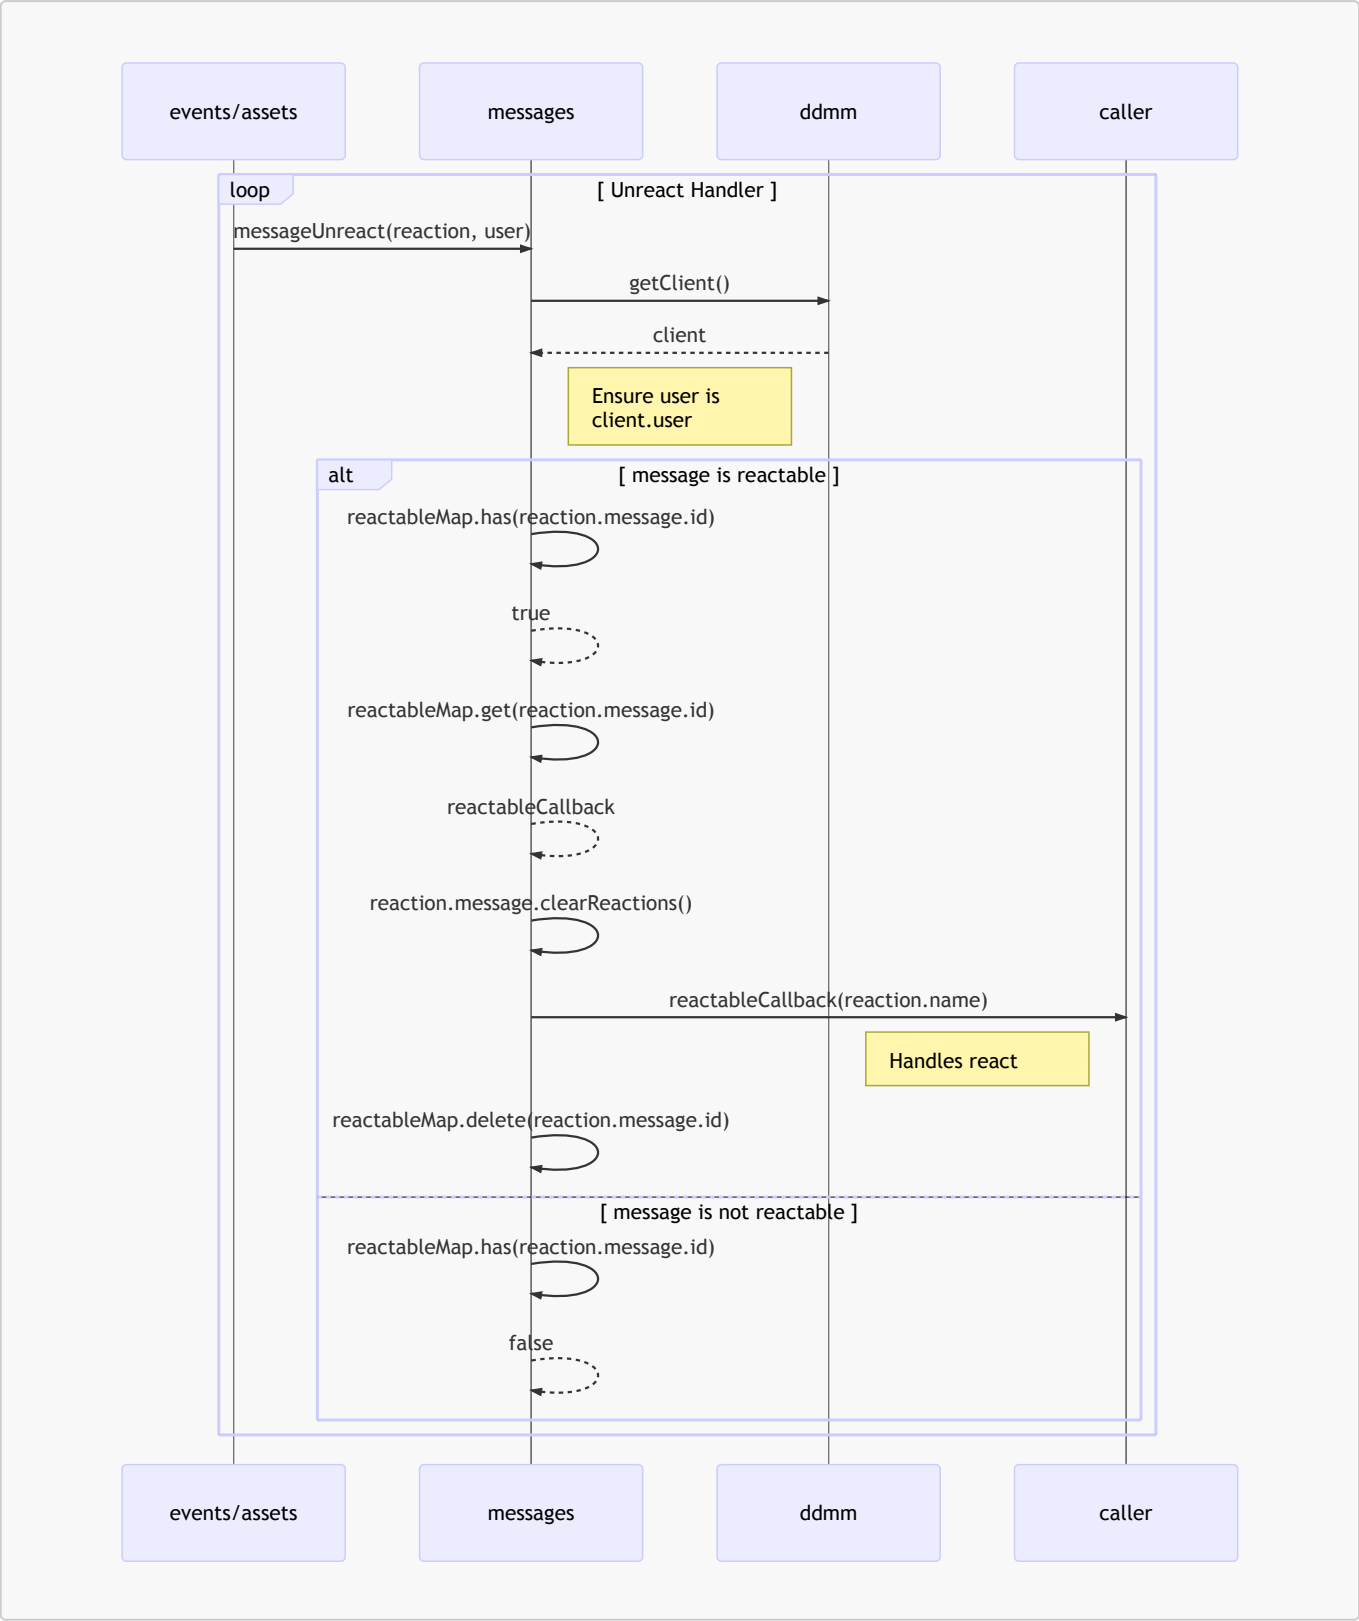 events/assets
messages
ddmm
caller
loop
[ Unreact Handler ]
messageUnreact(reaction, user)
getClient()
client
Ensure user is
client.user
alt
[ message is reactable ]
reactableMap.has(reaction.message.id)
true
reactableMap.get(reaction.message.id)
reactableCallback
reaction.message.clearReactions()
reactableCallback(reaction.name)
Handles react
reactableMap.delete(reaction.message.id)
[ message is not reactable ]
reactableMap.has(reaction.message.id)
false
events/assets
messages
ddmm
caller